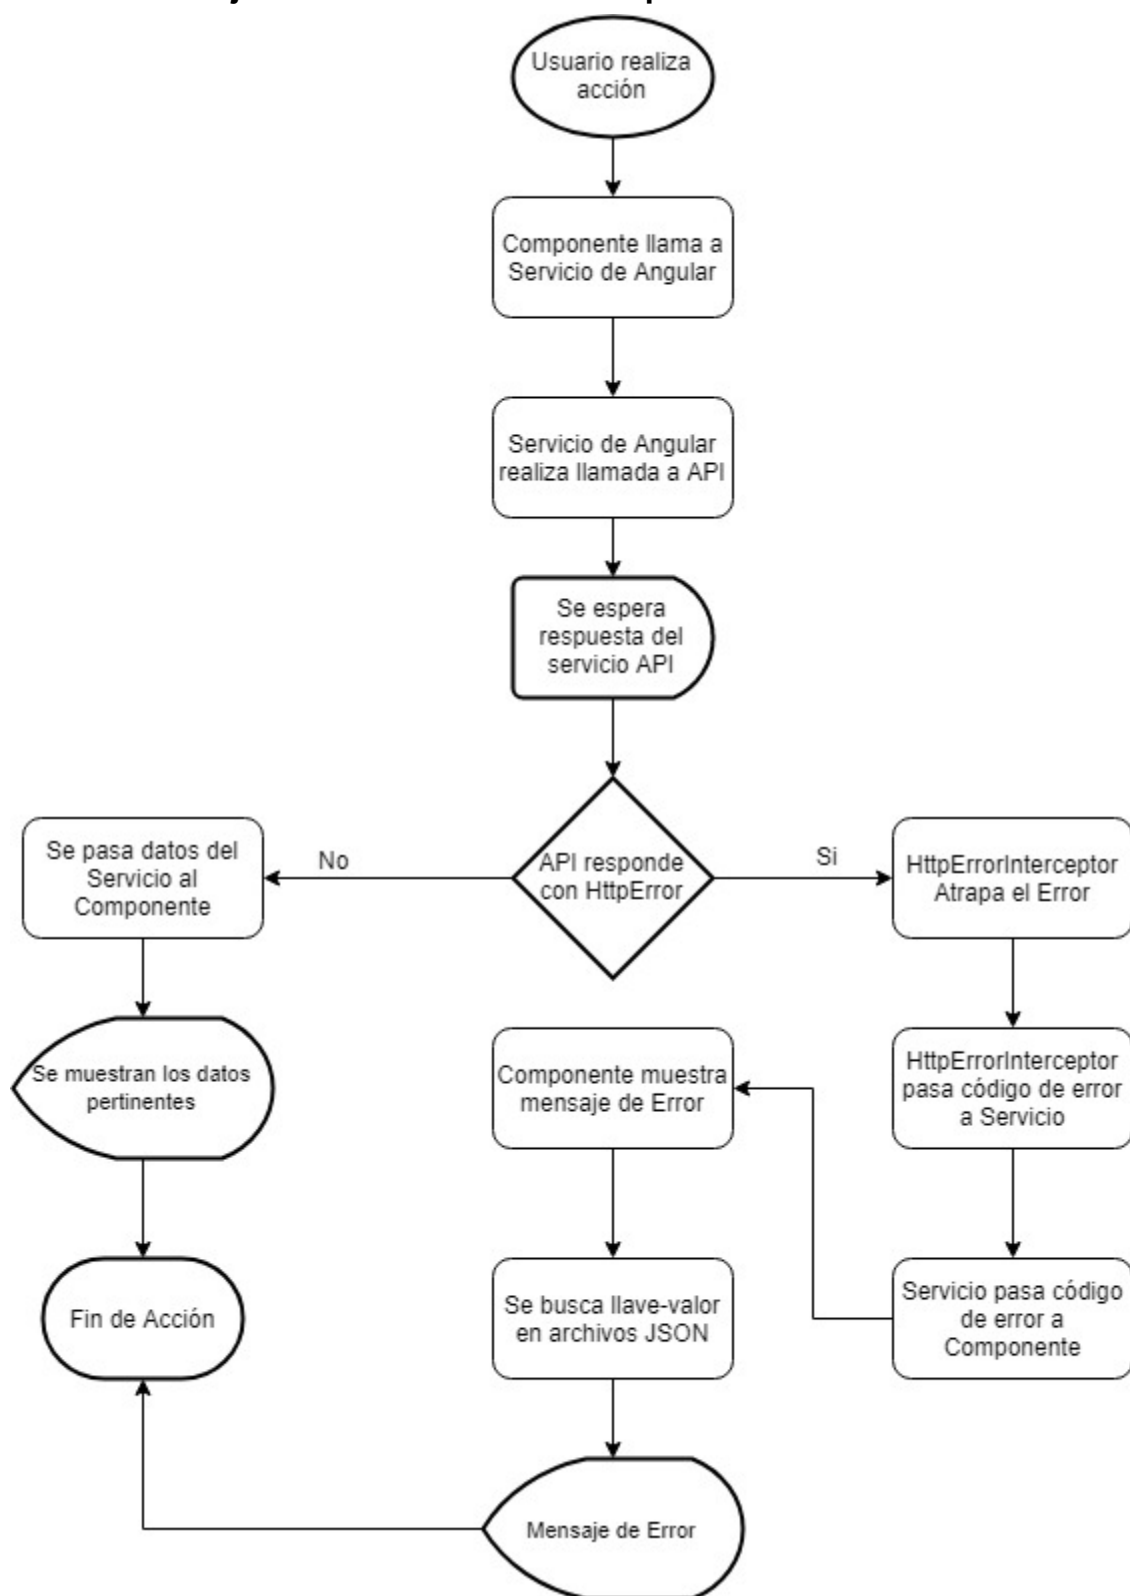 Usuario realiza
acción
Componente llama a
Servicio de Angular
Servicio de Angular
realiza llamada a API
Se espera
respuesta del
servicio API
API responde
con HttpError
No
Si
Se pasa datos del
Servicio al
Componente
Se muestran los datos
pertinentes
HttpErrorInterceptor
Atrapa el Error
HttpErrorInterceptor
pasa código de error
a Servicio
Servicio pasa código
de error a
Componente
Componente muestra
mensaje de Error
Se busca llave-valor
en archivos JSON
Mensaje de Error
Fin de Acción